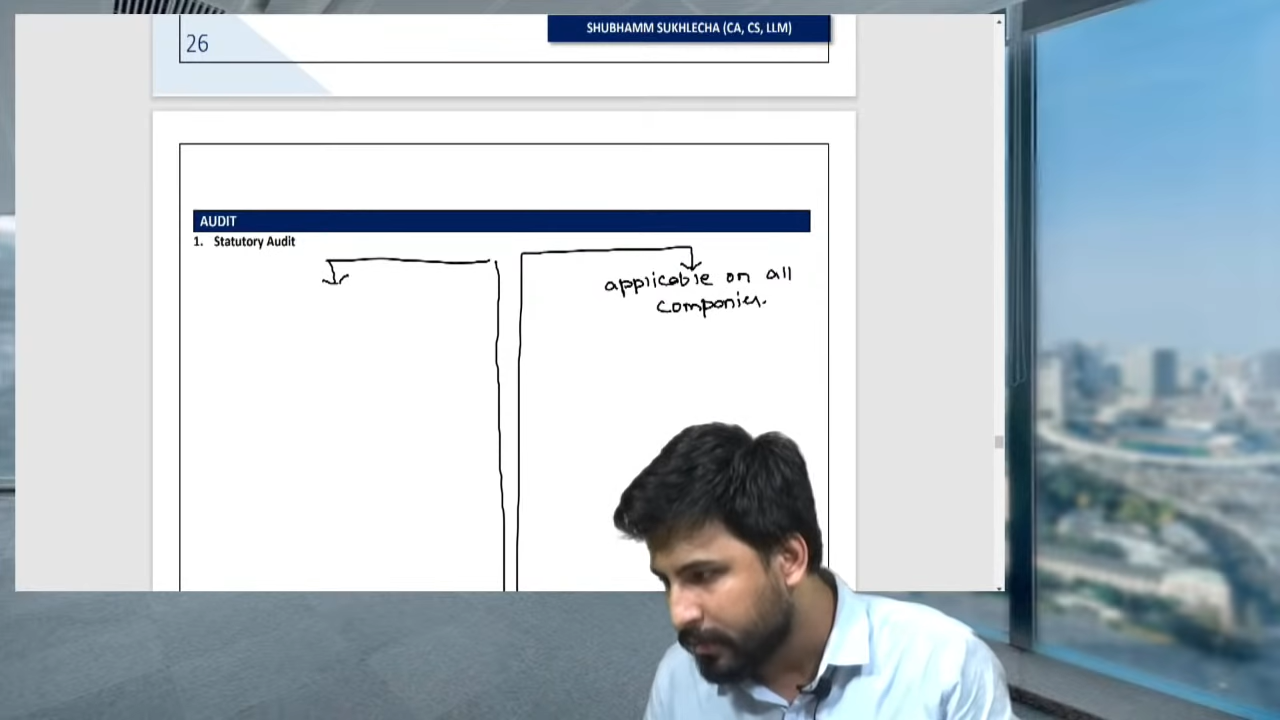 SHUBHAMM SUKHLECHA (CA, CS, LLM)
26
AUDIT
1. Statutory Audit
applicable on all
companies.